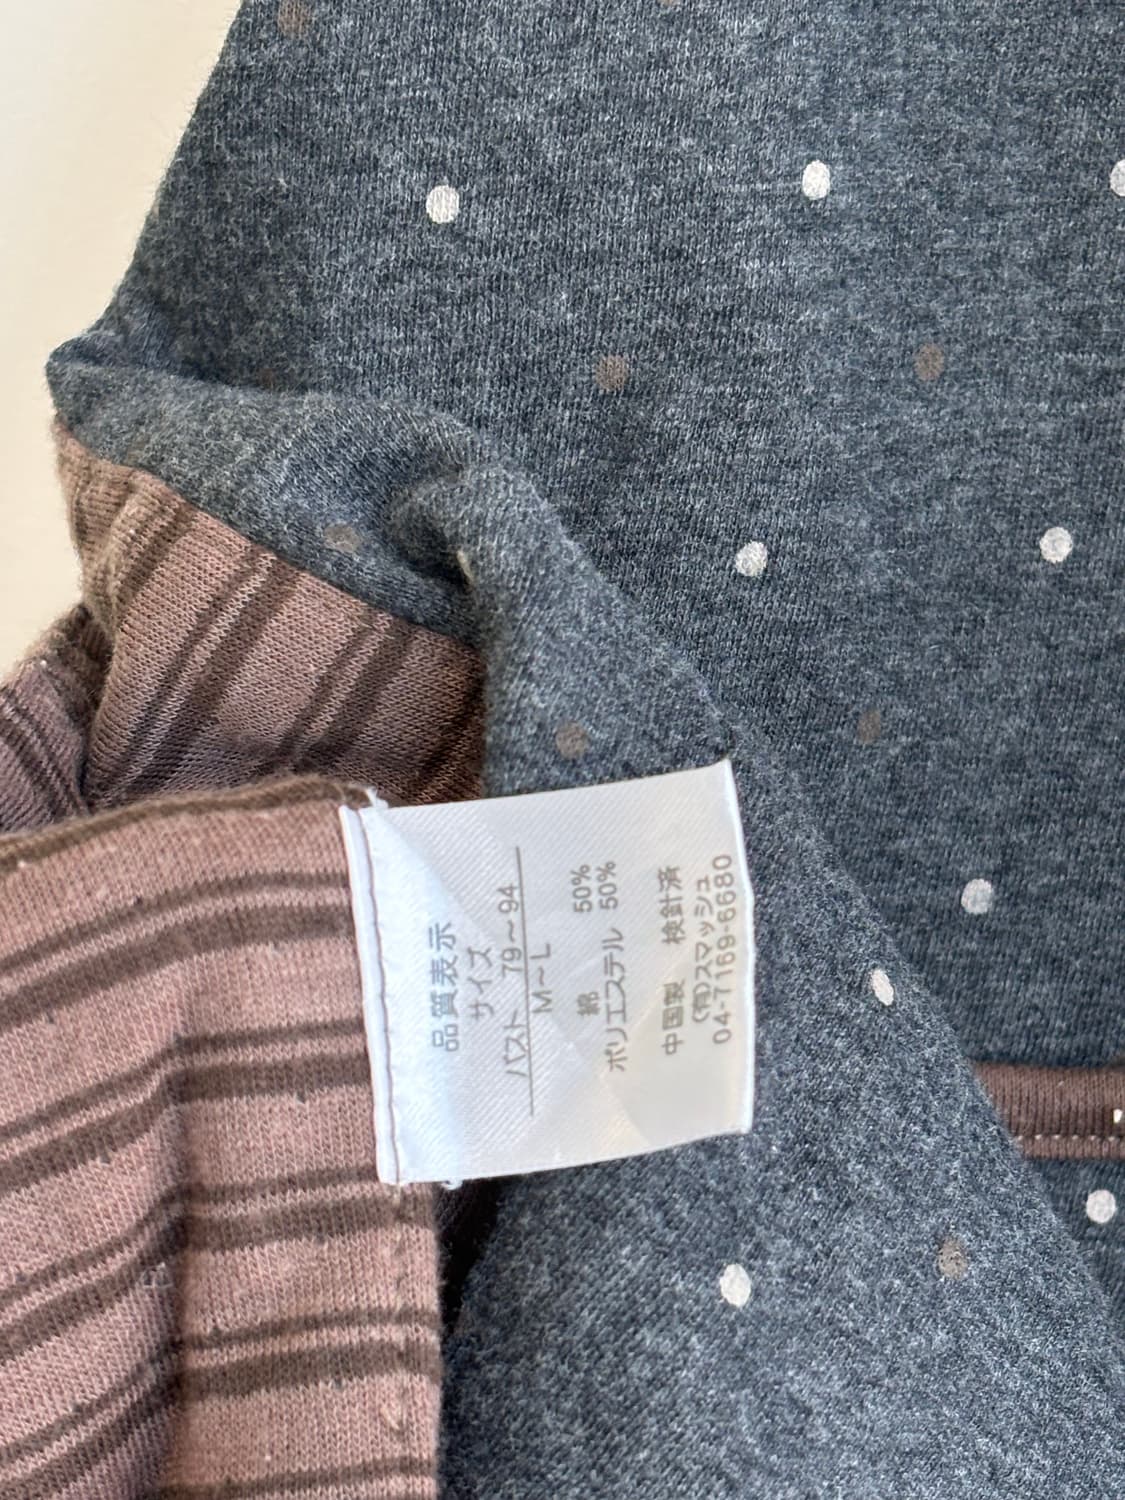 品質表示
サイズ
バスト 79～94
M～L
綿 50%
ポリエステル 50%
中国製 検針済
(有)スマッシュ
04-7169-6680